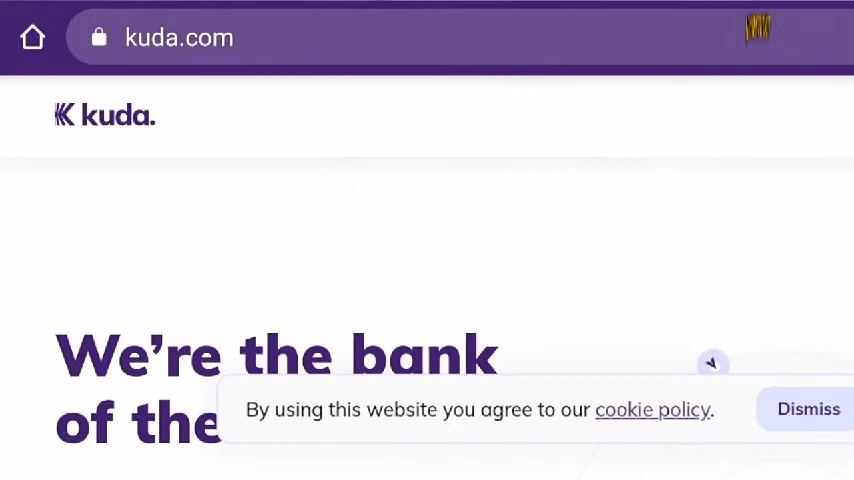 kuda.com
kuda.
We're the bank
of the
By using this website you agree to our cookie policy.
Dismiss